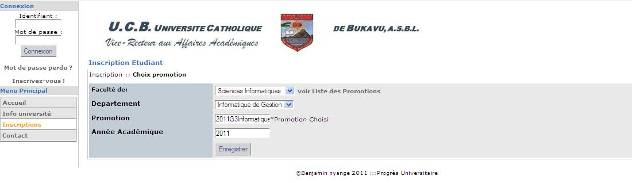 Connexion
Identifiant :
Mot de passe :
Connexion
Mot de passe perdu ?
Inscrivez-vous !
Menu Principal
Accueil
Info université
Inscriptions
Contact
U.C.B. Universite Catholique de Bukavu, A.S.B.L.
Vice-Recteur aux Affaires Académiques
Inscription Etudiant
Inscription :: Choix promotion
Faculté de: Sciences Informatiques voir Liste des Promotions
Departement Informatique de Gestion
Promotion 2011G3Informatique*Promotion Choisi
Année Académique 2011
Enregistrer
©Benjamin nyange 2011 :::Progrès Universitaire